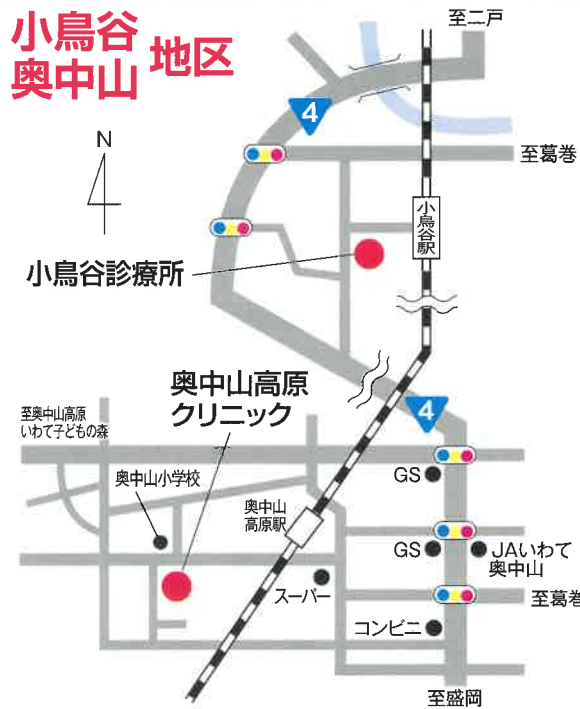 小鳥谷
奥中山
地区
至二戸
4
N
至葛巻
小鳥谷駅
小鳥谷診療所
奥中山高原
クリニック
4
至奥中山高原
いわて子どもの森
GS
奥中山小学校
奥中山
高原駅
GS
JAいわて
奥中山
スーパー
至葛巻
コンビニ
至盛岡